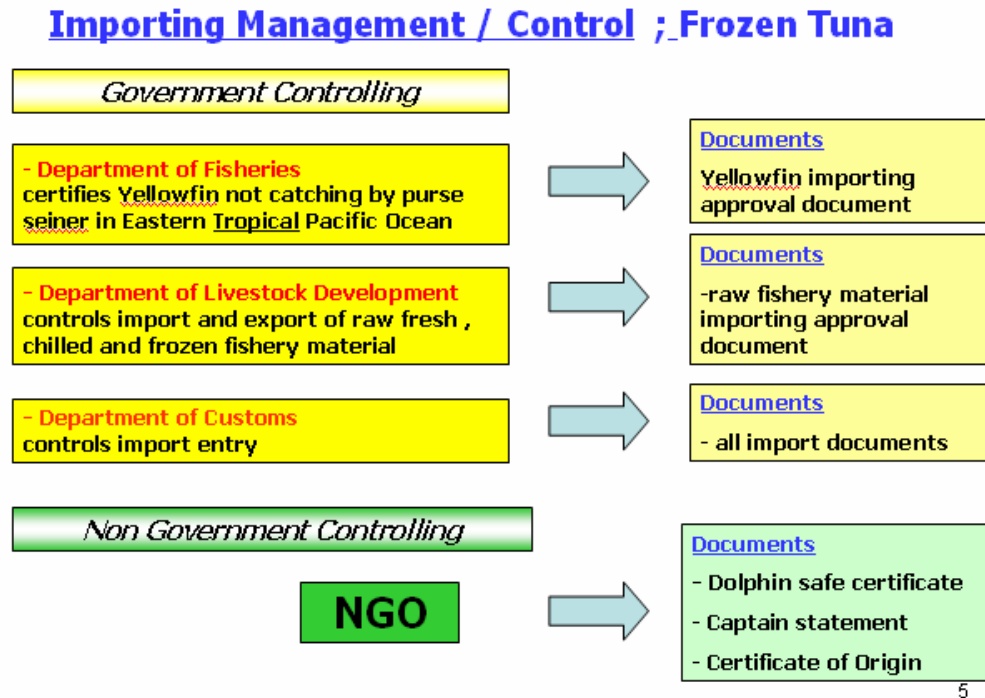 Importing Management / Control ; Frozen Tuna
Government Controlling
- Department of Fisheries
certifies Yellowfin not catching by purse
seiner in Eastern Tropical Pacific Ocean
Documents
Yellowfin importing
approval document
- Department of Livestock Development
controls import and export of raw fresh ,
chilled and frozen fishery material
Documents
-raw fishery material
importing approval
document
- Department of Customs
controls import entry
Documents
- all import documents
Non Government Controlling
NGO
Documents
- Dolphin safe certificate
- Captain statement
- Certificate of Origin
5